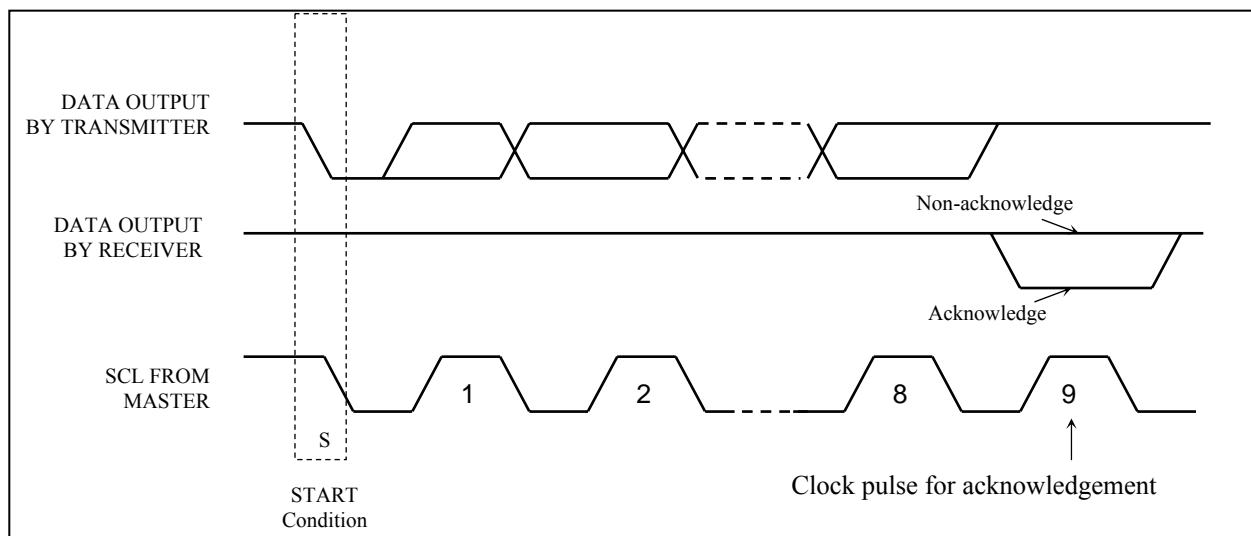 DATA OUTPUT
BY TRANSMITTER
Non-acknowledge
DATA OUTPUT
BY RECEIVER
Acknowledge
SCL FROM
MASTER
1
2
8
9
S
START
Condition
Clock pulse for acknowledgement